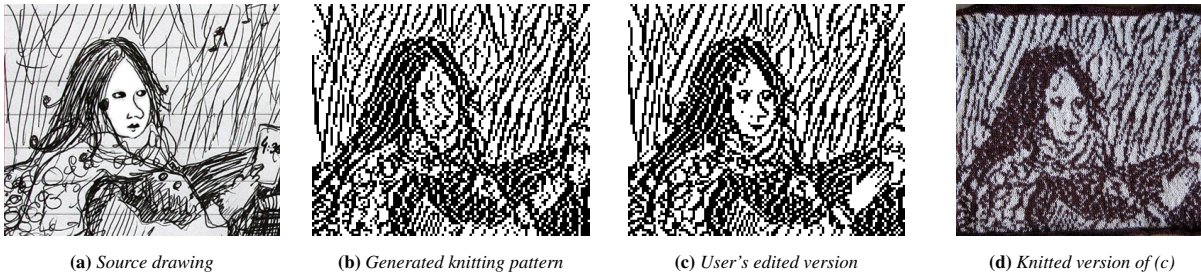 (a) Source drawing
(b) Generated knitting pattern
(c) User's edited version
(d) Knitted version of (c)